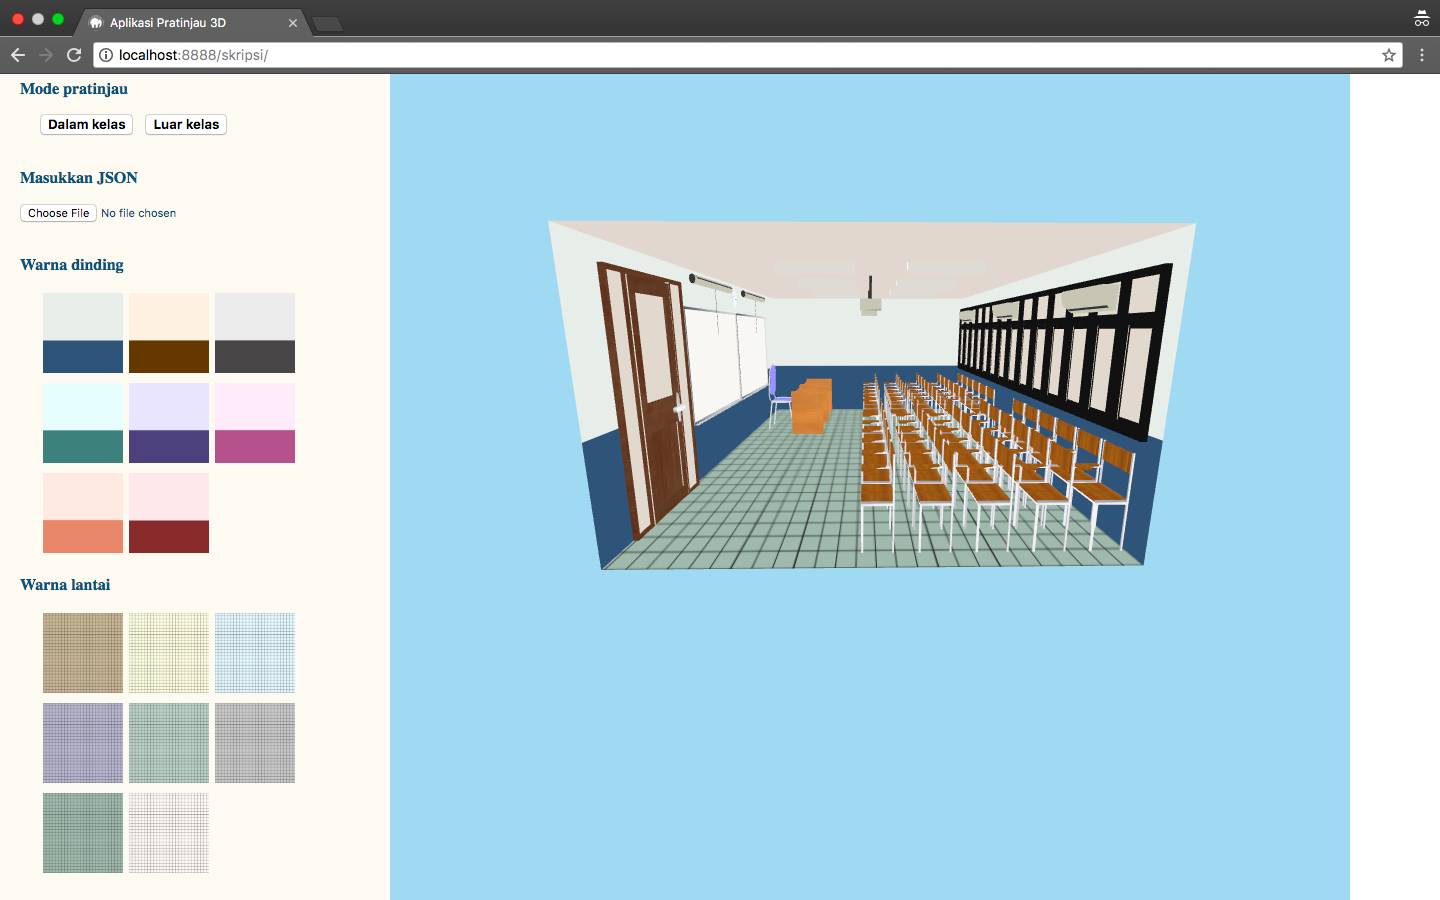 Aplikasi Pratinjau 3D
localhost:8888/skripsi/
Mode pratinjau
Dalam kelas Luar kelas
Masukkan JSON
Choose File No file chosen
Warna dinding
Warna lantai